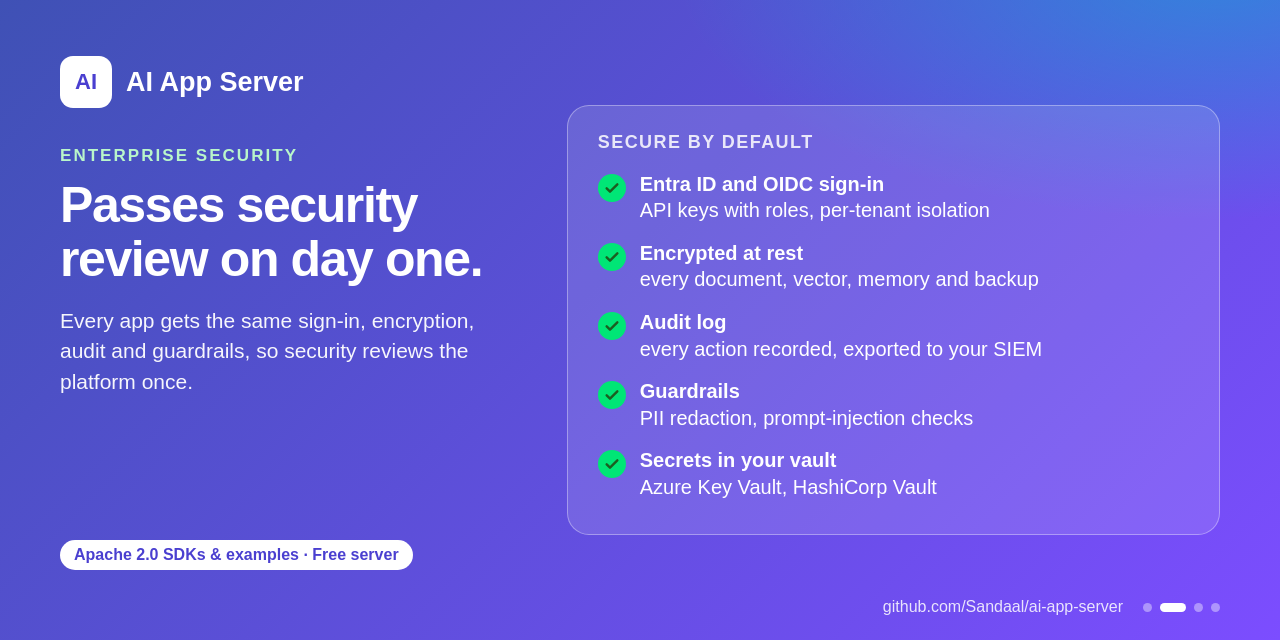 AI
AI App Server
ENTERPRISE SECURITY
Passes security
review on day one.
Every app gets the same sign-in, encryption,
audit and guardrails, so security reviews the
platform once.
Apache 2.0 SDKs & examples · Free server
SECURE BY DEFAULT
Entra ID and OIDC sign-in
API keys with roles, per-tenant isolation
Encrypted at rest
every document, vector, memory and backup
Audit log
every action recorded, exported to your SIEM
Guardrails
PII redaction, prompt-injection checks
Secrets in your vault
Azure Key Vault, HashiCorp Vault
github.com/Sandaal/ai-app-server